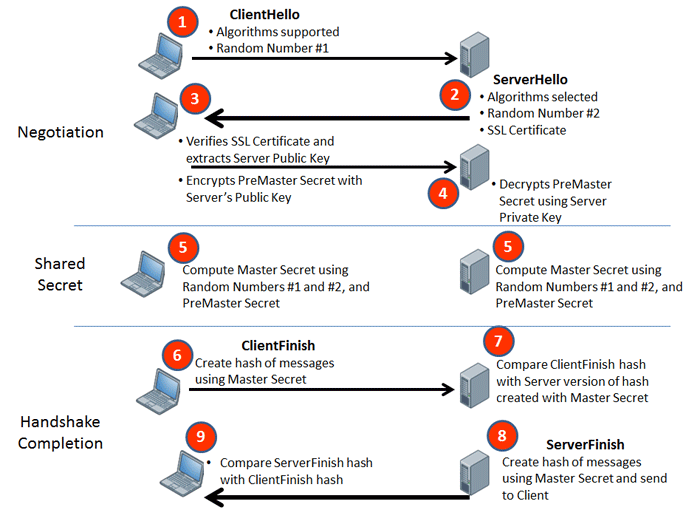 1
ClientHello
• Algorithms supported
• Random Number #1
ServerHello
2
• Algorithms selected
• Random Number #2
• SSL Certificate
3
Negotiation
• Verifies SSL Certificate and
extracts Server Public Key
• Encrypts PreMaster Secret with
Server's Public Key
4
• Decrypts PreMaster
Secret using Server
Private Key
Shared
Secret
5
Compute Master Secret using
Random Numbers #1 and #2, and
PreMaster Secret
5
Compute Master Secret using
Random Numbers #1 and #2, and
PreMaster Secret
Handshake
Completion
6
ClientFinish
Create hash of messages
using Master Secret
7
Compare ClientFinish hash
with Server version of hash
created with Master Secret
8
ServerFinish
Create hash of messages
using Master Secret and send
to Client
9
• Compare ServerFinish hash
with ClientFinish hash